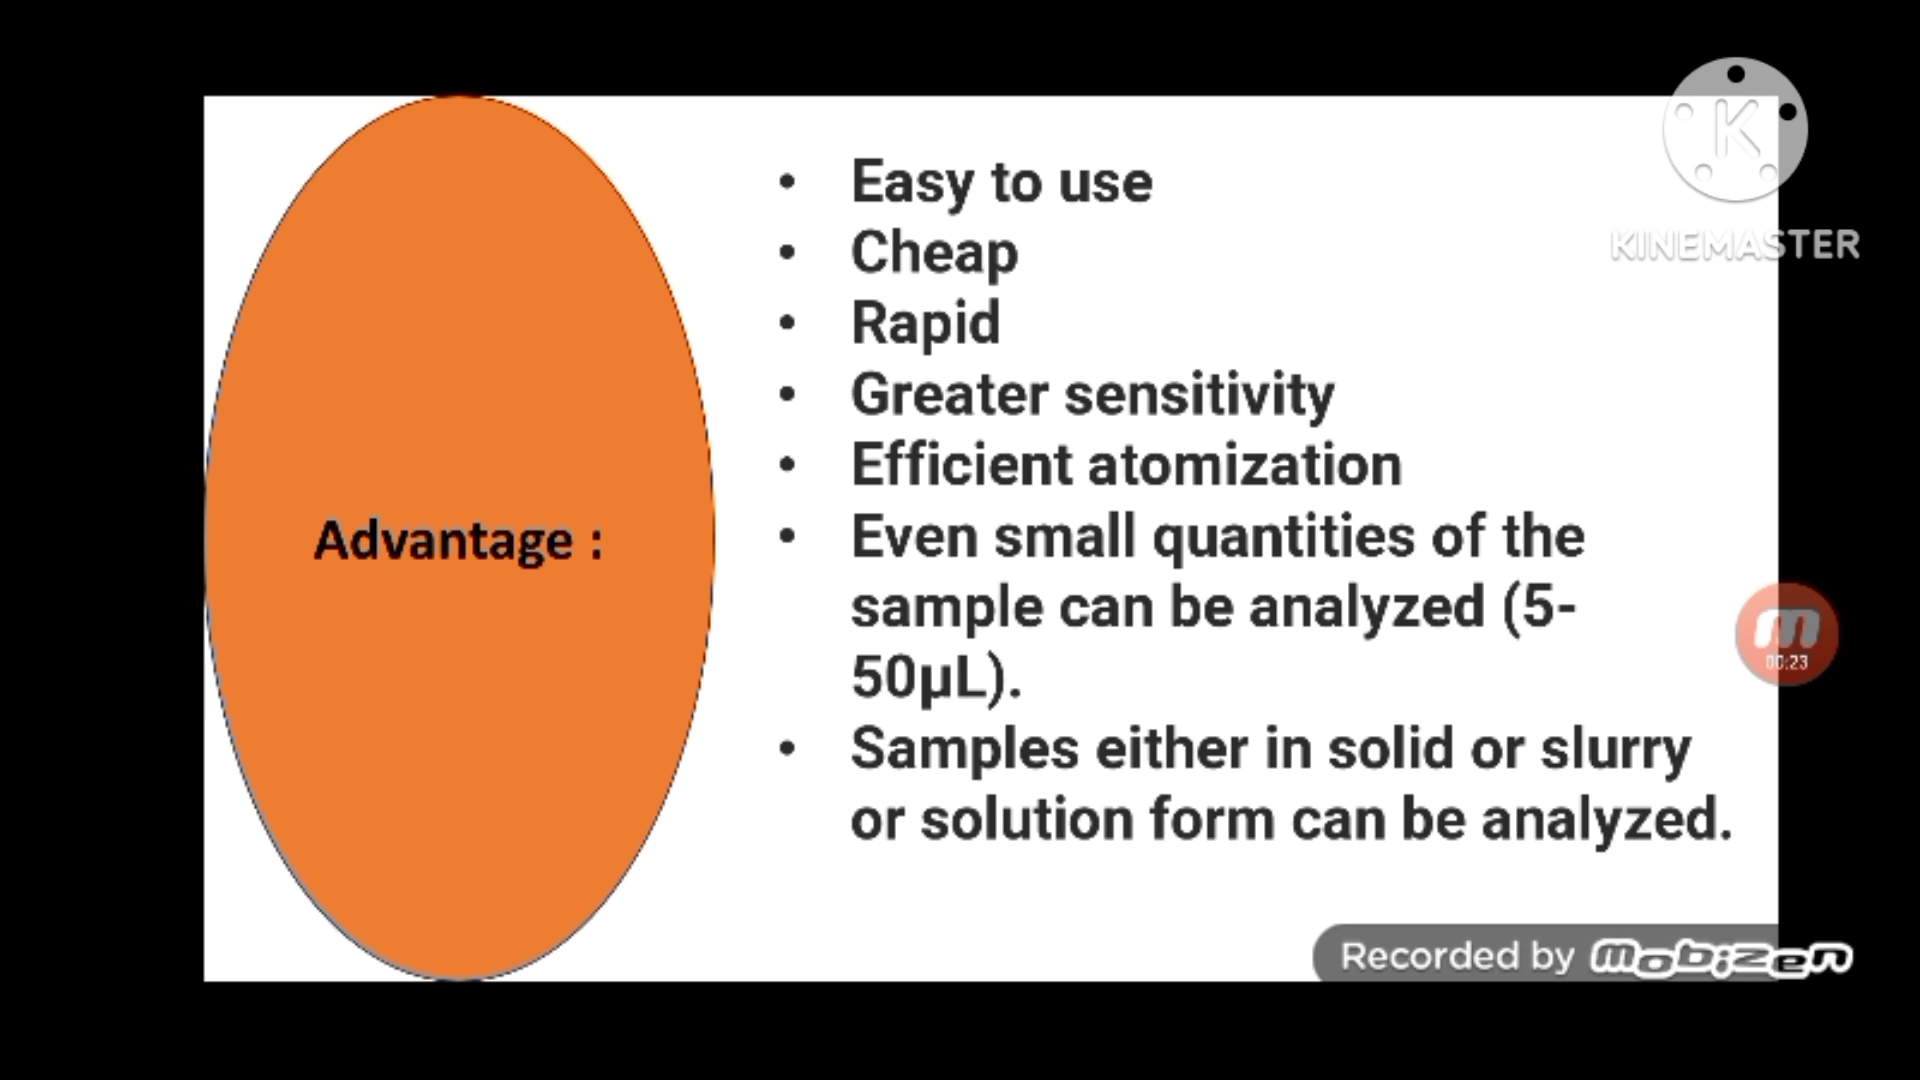 Advantage :
• Easy to use
• Cheap
• Rapid
• Greater sensitivity
• Efficient atomization
• Even small quantities of the
sample can be analyzed (5-
50µL).
• Samples either in solid or slurry
or solution form can be analyzed.
K
KINEMASTER
m
00:23
Recorded by mobizen